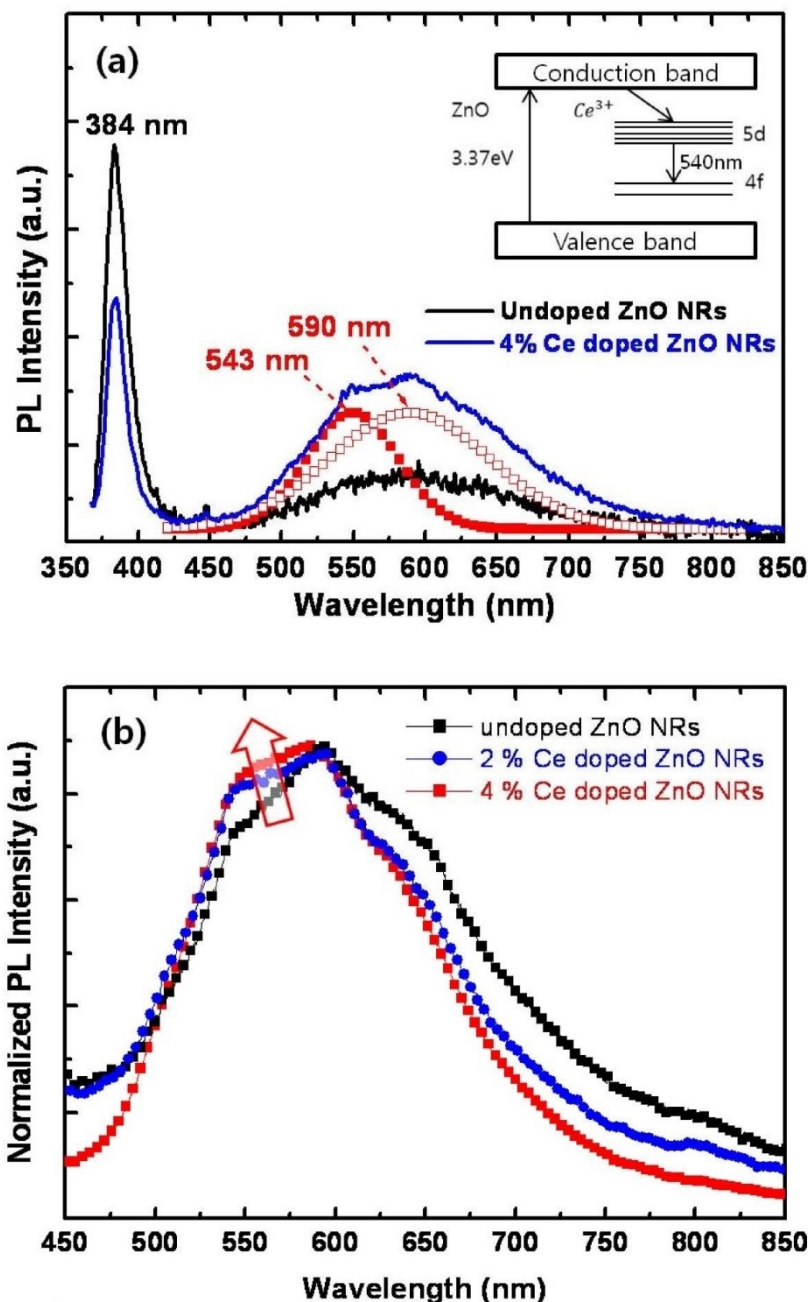 (a)
384 nm
Conduction band
ZnO
Ce³⁺
5d
3.37eV
540nm
4f
Valence band
Undoped ZnO NRs
4% Ce doped ZnO NRs
590 nm
543 nm
PL Intensity (a.u.)
350 400 450 500 550 600 650 700 750 800 850
Wavelength (nm)
(b)
undoped ZnO NRs
2 % Ce doped ZnO NRs
4 % Ce doped ZnO NRs
Normalized PL Intensity (a.u.)
450 500 550 600 650 700 750 800 850
Wavelength (nm)